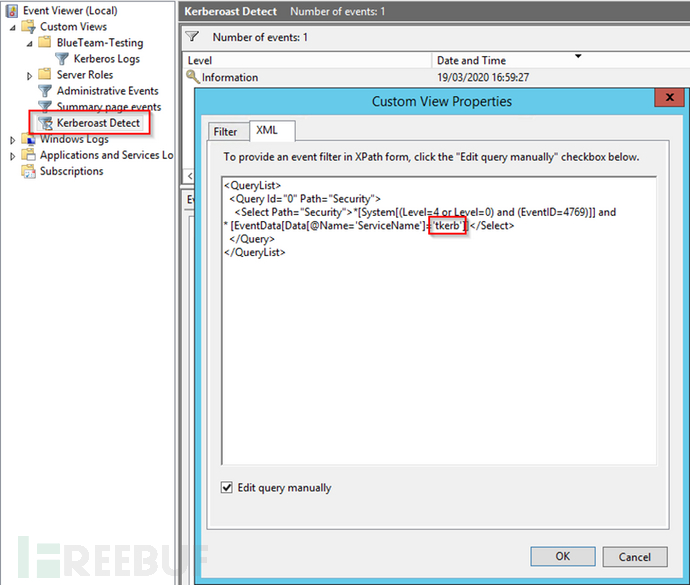 Event Viewer (Local)
Custom Views
BlueTeam-Testing
Kerberos Logs
Server Roles
Administrative Events
Summary page events
Kerberoast Detect
Windows Logs
Applications and Services Lo
Subscriptions
Kerberoast Detect Number of events: 1
Number of events: 1
Level Date and Time
Information 19/03/2020 16:59:27
Custom View Properties
Filter XML
To provide an event filter in XPath form, click the "Edit query manually" checkbox below.
<QueryList>
<Query Id="0" Path="Security">
<Select Path="Security">*[System[(Level=4 or Level=0) and (EventID=4769)]] and
* [EventData[Data[@Name='ServiceName']='tkerb']]</Select>
</Query>
</QueryList>
Edit query manually
OK Cancel
FREEBUF